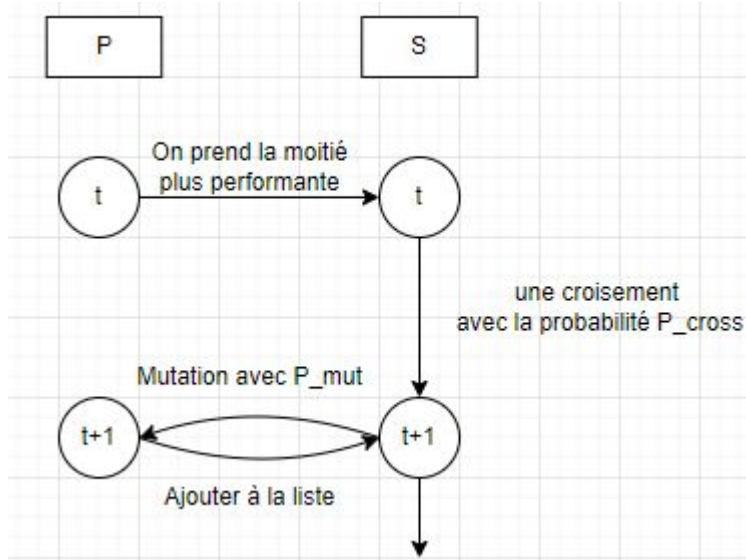 P
S
On prend la moitié
plus performante
t
t
une croisement
avec la probabilité P_cross
Mutation avec P_mut
t+1
t+1
Ajouter à la liste